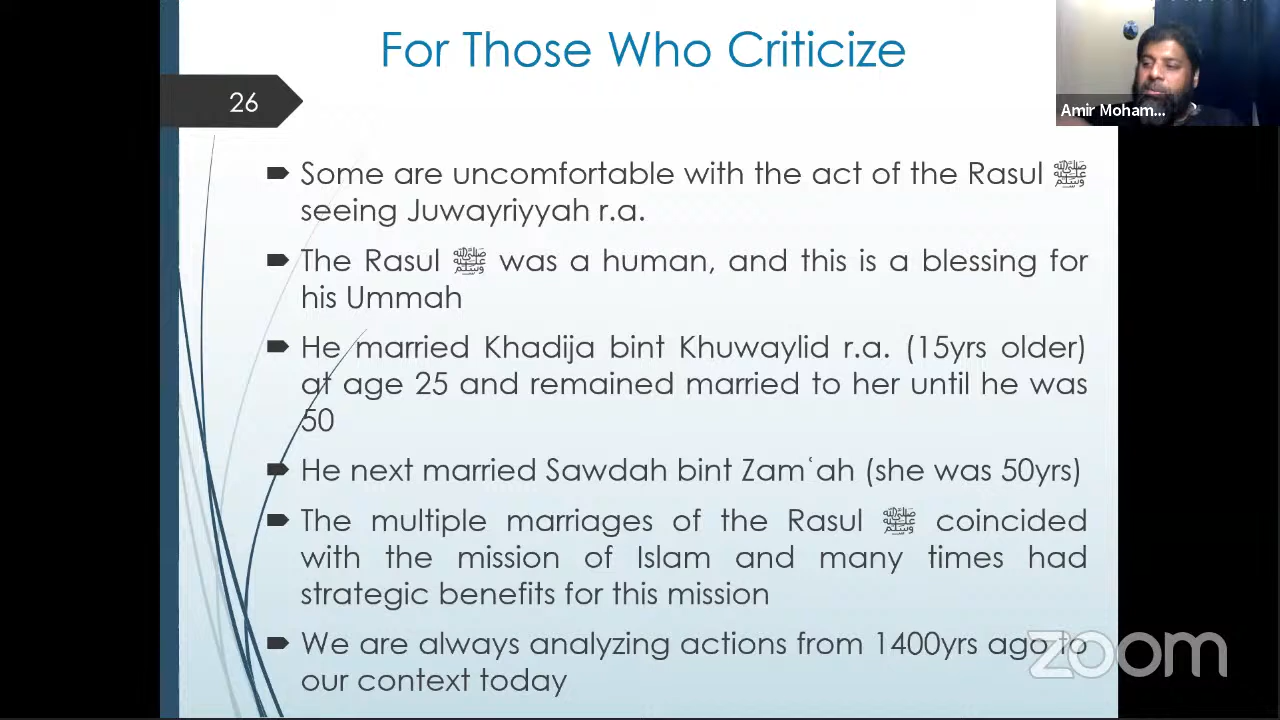 For Those Who Criticize
26
Amir Moham...
Some are uncomfortable with the act of the Rasul ﷺ
seeing Juwayriyyah r.a.
The Rasul ﷺ was a human, and this is a blessing for
his Ummah
He married Khadija bint Khuwaylid r.a. (15yrs older)
at age 25 and remained married to her until he was
50
He next married Sawdah bint Zamʿah (she was 50yrs)
The multiple marriages of the Rasul ﷺ coincided
with the mission of Islam and many times had
strategic benefits for this mission
We are always analyzing actions from 1400yrs ago to
our context today
zoom